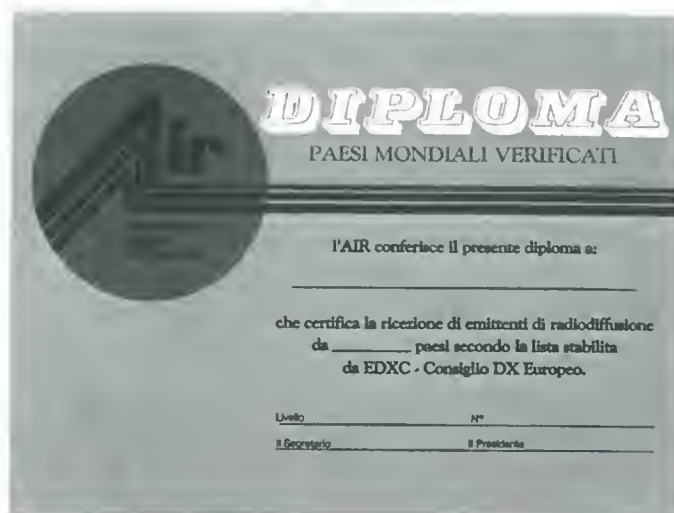 Air
DIPLOMA
PAESI MONDIALI VERIFICATI
l'AIR conferisce il presente diploma a:
che certifica la ricezione di emittenti di radiodiffusione
da ________ paesi secondo la lista stabilita
da EDXC - Consiglio DX Europeo.
Livello N°
Il Segretario Il Presidente